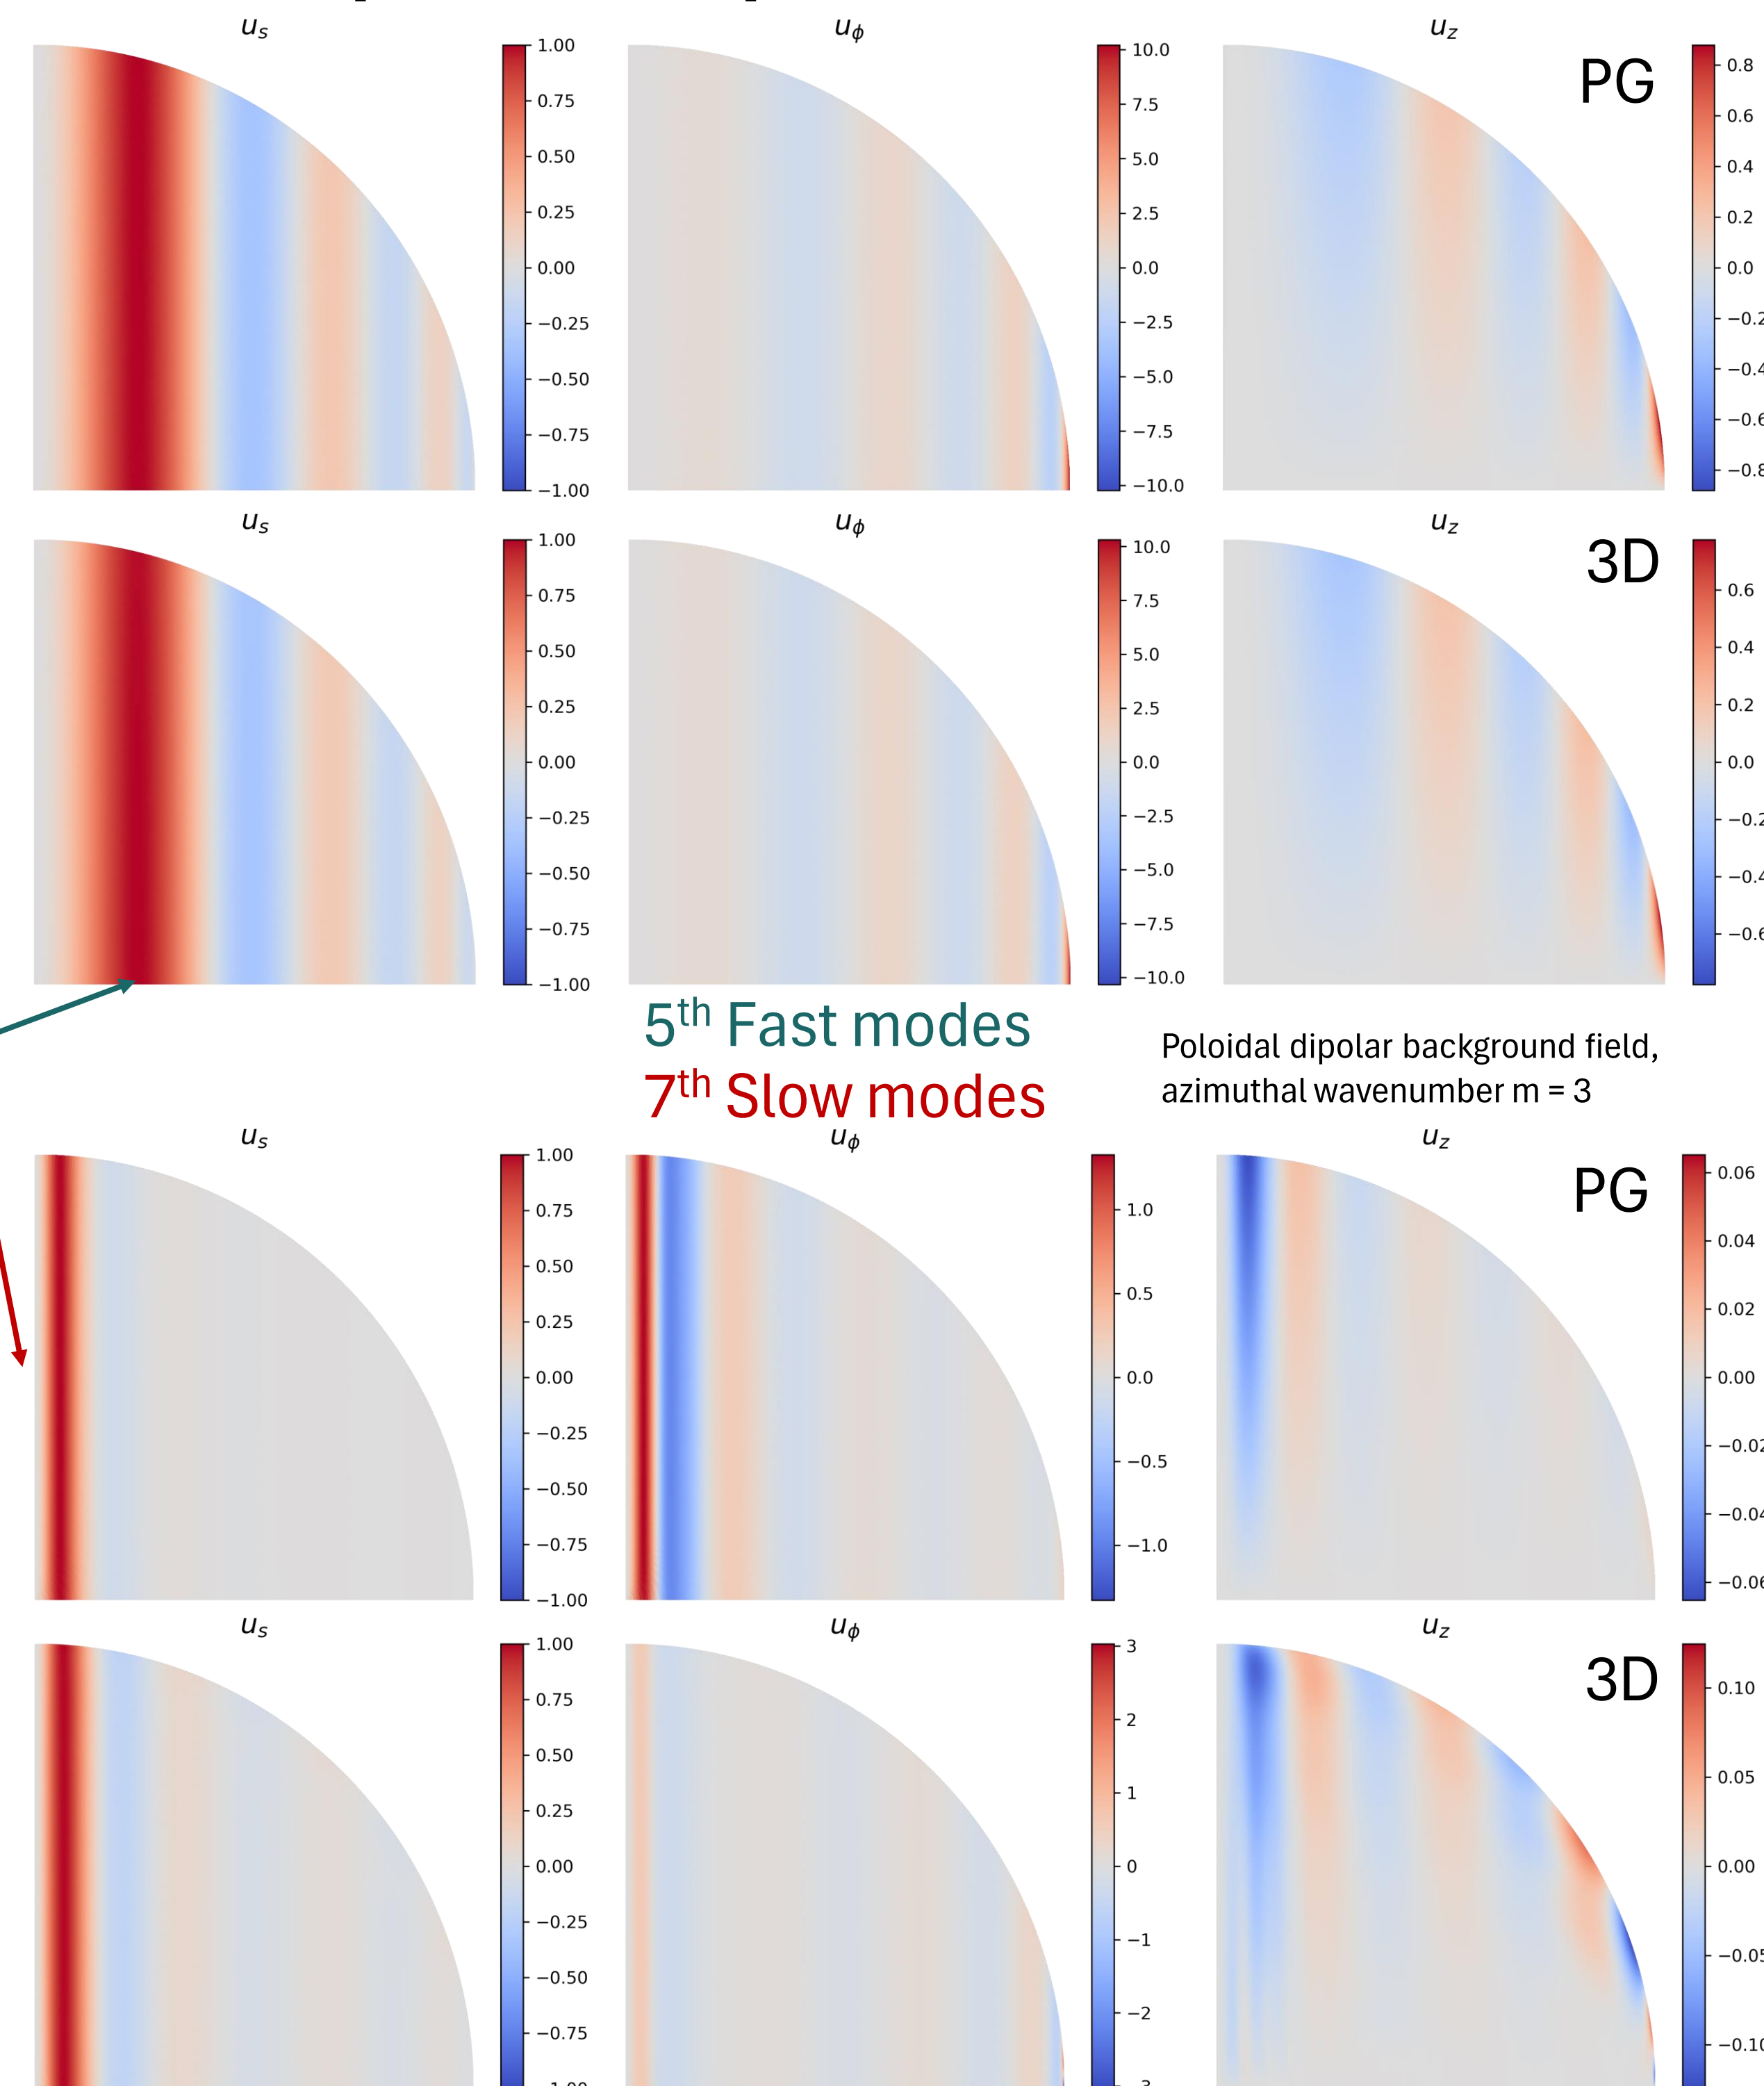 u_s u_ϕ u_z
PG
1.00 10.0 0.8
0.75 7.5 0.6
0.50 5.0 0.4
0.25 2.5 0.2
0.00 0.0 0.0
−0.25 −2.5
−0.50 −5.0
−0.75 −7.5
−1.00 −10.0
u_s u_ϕ u_z
3D
1.00 10.0
0.75 7.5 0.6
0.50 5.0 0.4
0.25 2.5 0.2
0.00 0.0 0.0
−0.25 −2.5
−0.50 −5.0
−0.75 −7.5
−1.00 −10.0
5th Fast modes
7th Slow modes
Poloidal dipolar background field,
azimuthal wavenumber m = 3
u_s u_ϕ u_z
PG
1.00 0.06
0.75 1.0 0.04
0.50 0.5 0.02
0.25
0.00 0.0 0.00
−0.25
−0.50 −0.5
−0.75 −1.0
−1.00
u_s u_ϕ u_z
3D
1.00 3
0.75 2 0.10
0.50 1 0.05
0.25
0.00 0 0.00
−0.25 −1
−0.50 −2
−0.75